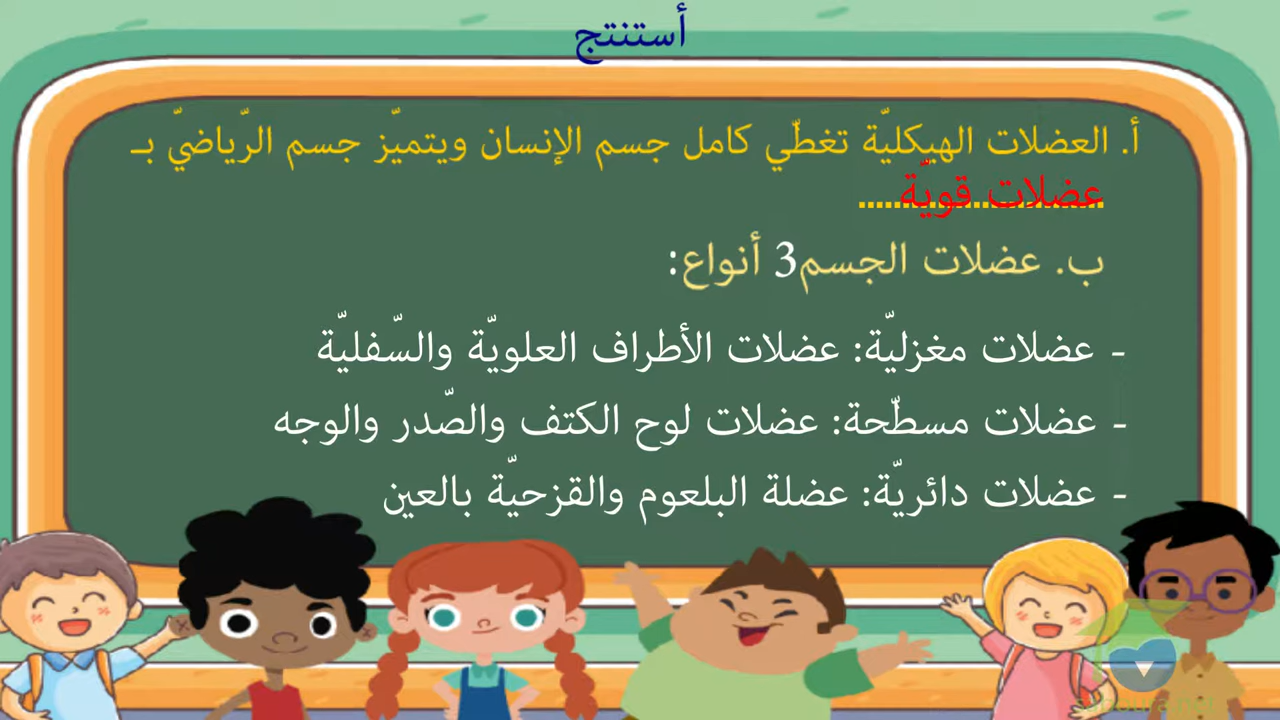 أستنتج
أ. العضلات الهيكليّة تغطّي كامل جسم الإنسان ويتميّز جسم الرّياضيّ بـ
عضلات قويّة
ب. عضلات الجسم3 أنواع:
- عضلات مغزليّة: عضلات الأطراف العلويّة والسّفليّة
- عضلات مسطّحة: عضلات لوح الكتف والصّدر والوجه
- عضلات دائريّة: عضلة البلعوم والقزحيّة بالعين